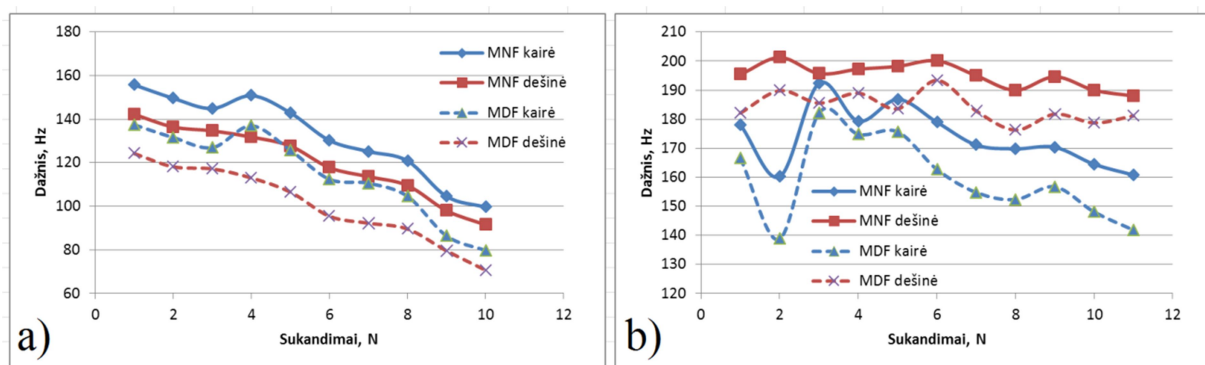 180
160
140
120
100
80
60
0
2
4
6
8
10
12
Dažnis, Hz
Sukandimai, N
MNF kairė
MNF dešinė
MDF kairė
MDF dešinė
a)
210
200
190
180
170
160
150
140
130
120
0
2
4
6
8
10
12
Dažnis, Hz
Sukandimai, N
MNF kairė
MNF dešinė
MDF kairė
MDF dešinė
b)